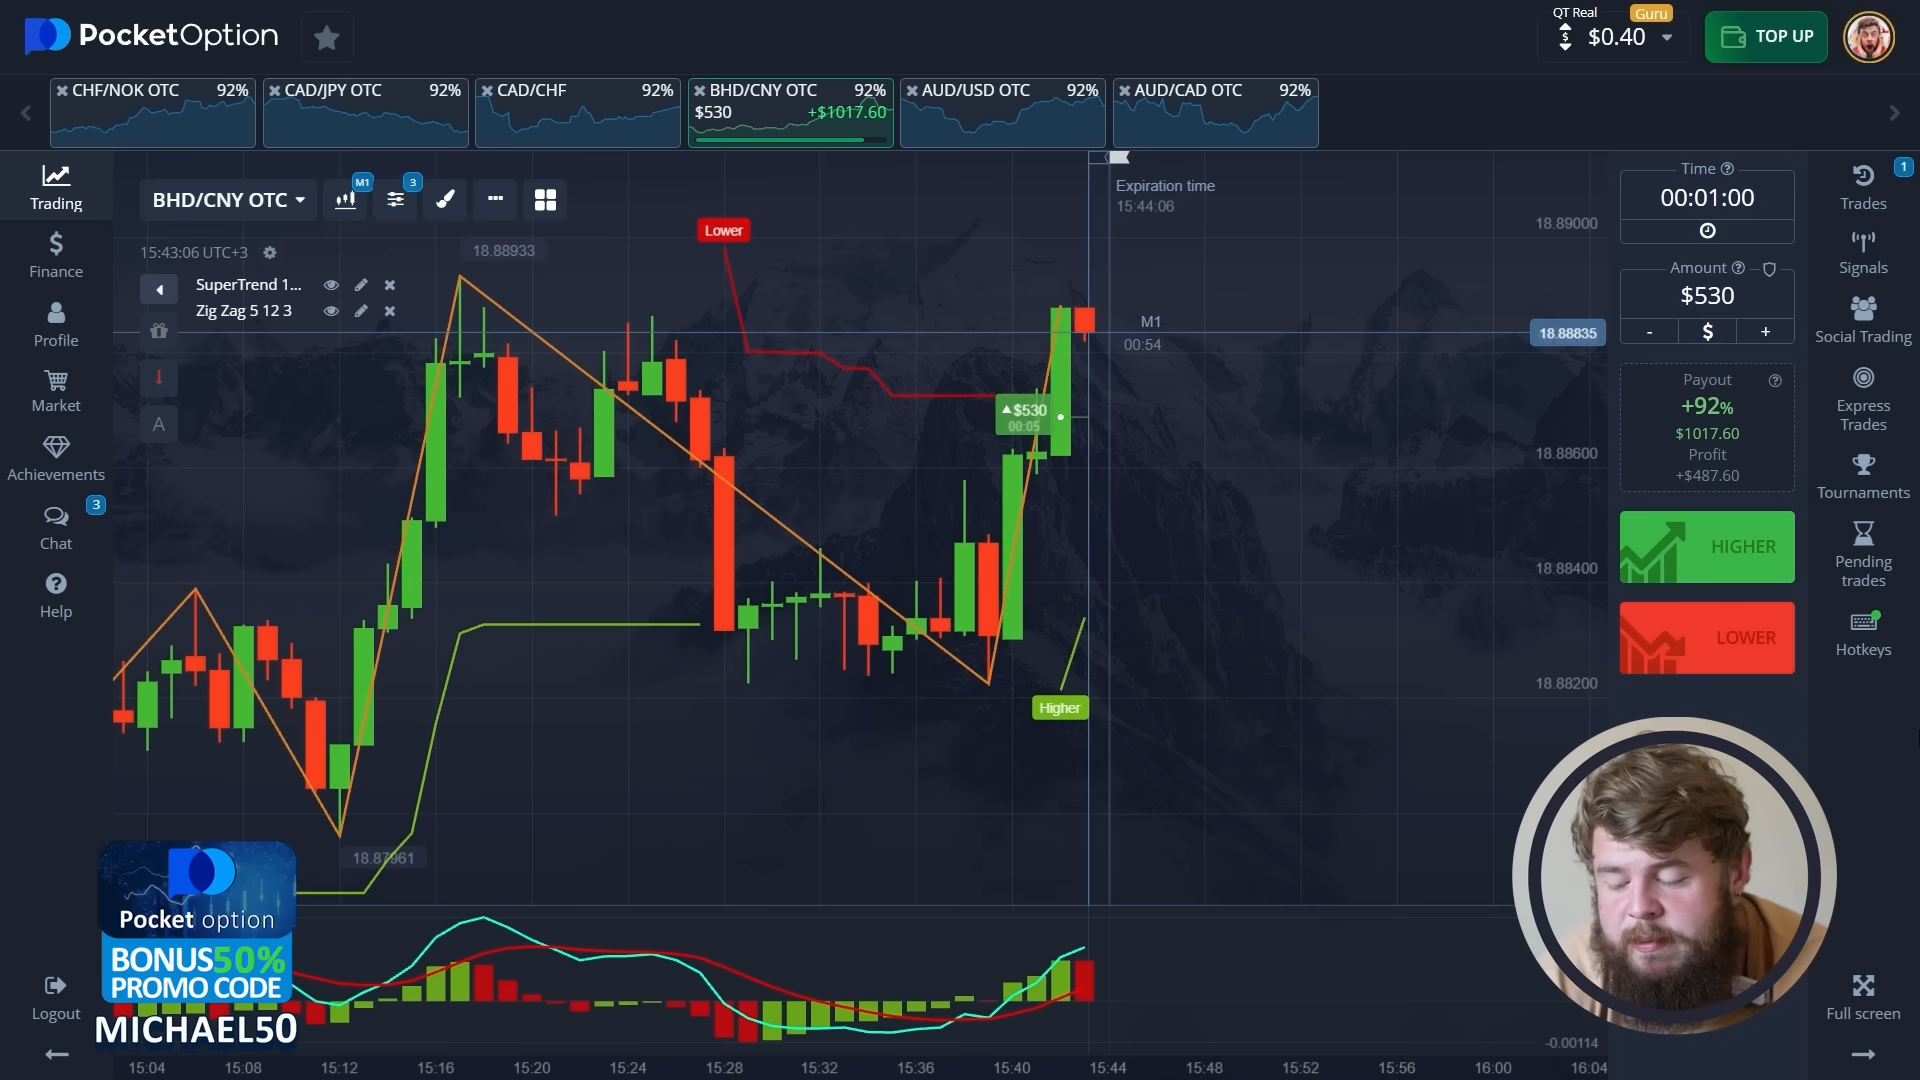 PocketOption
QT Real
Guru
$0.40
TOP UP
CHF/NOK OTC 92%
CAD/JPY OTC 92%
CAD/CHF 92%
BHD/CNY OTC 92%
$530 +$1017.60
AUD/USD OTC 92%
AUD/CAD OTC 92%
Trading
Finance
Profile
Market
Achievements
3
Chat
Help
Logout
BHD/CNY OTC
M1
3
15:43:06 UTC+3
SuperTrend 1...
Zig Zag 5 12 3
A
18.88933
Lower
Expiration time
15:44:06
M1
00:54
$530
00:05
Higher
18.87961
18.89000
18.88835
18.88600
18.88400
18.88200
-0.00114
15:04 15:08 15:12 15:16 15:20 15:24 15:28 15:32 15:36 15:40 15:44 15:48 15:52 15:56 16:00 16:04
Time
00:01:00
Amount
$530
- $ +
Payout
+92%
$1017.60
Profit
+$487.60
HIGHER
LOWER
1
Trades
Signals
Social Trading
Express
Trades
Tournaments
Pending
trades
Hotkeys
Full screen
Pocket option
BONUS50%
PROMO CODE
MICHAEL50